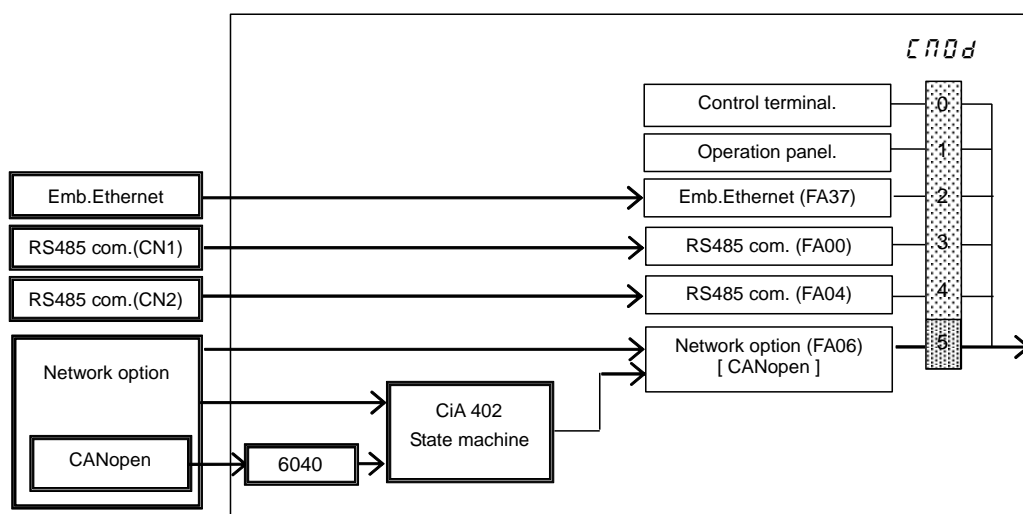 CMOd
Control terminal.
0
Operation panel.
1
Emb.Ethernet
Emb.Ethernet (FA37)
2
RS485 com.(CN1)
RS485 com. (FA00)
3
RS485 com.(CN2)
RS485 com. (FA04)
4
Network option (FA06)
[ CANopen ]
5
Network option
CiA 402
State machine
CANopen
6040